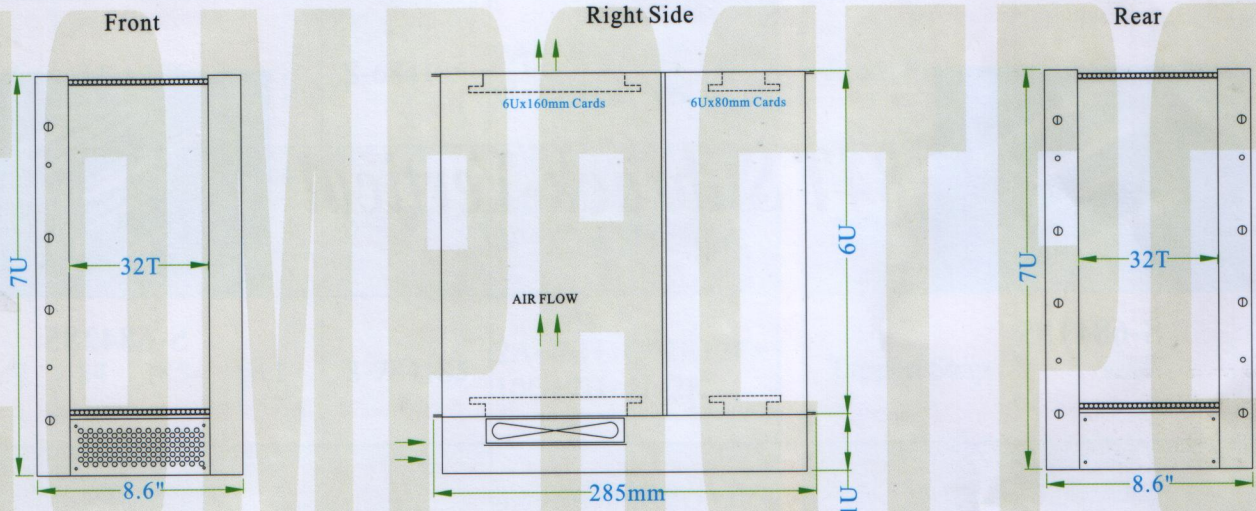 Front
Right Side
Rear
6Ux160mm Cards
6Ux80mm Cards
7U
32T
AIR FLOW
6U
7U
32T
8.6"
285mm
1U
8.6"
COMPACTPCI